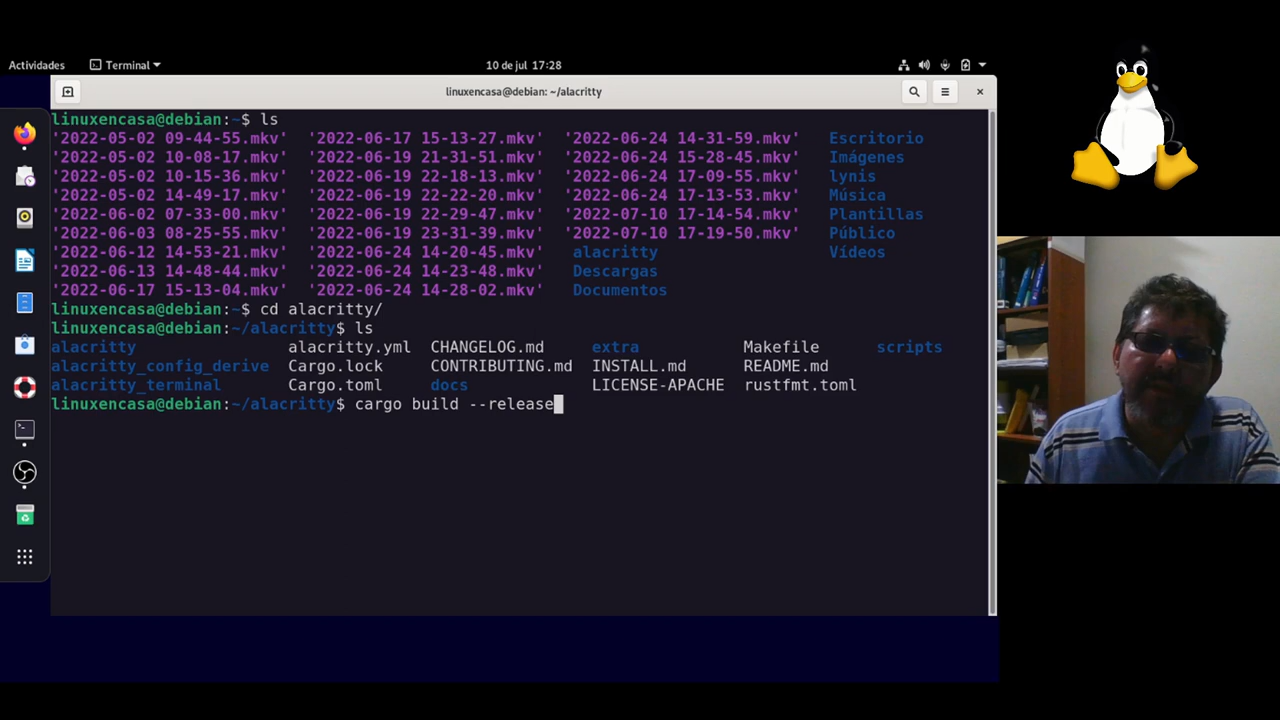 Actividades Terminal 10 de jul 17:28
linuxencasa@debian: ~/alacritty
linuxencasa@debian:~$ ls
'2022-05-02 09-44-55.mkv' '2022-06-17 15-13-27.mkv' '2022-06-24 14-31-59.mkv' Escritorio
'2022-05-02 10-08-17.mkv' '2022-06-19 21-31-51.mkv' '2022-06-24 15-28-45.mkv' Imágenes
'2022-05-02 10-15-36.mkv' '2022-06-19 22-18-13.mkv' '2022-06-24 17-09-55.mkv' lynis
'2022-05-02 14-49-17.mkv' '2022-06-19 22-22-20.mkv' '2022-06-24 17-13-53.mkv' Música
'2022-06-02 07-33-00.mkv' '2022-06-19 22-29-47.mkv' '2022-07-10 17-14-54.mkv' Plantillas
'2022-06-03 08-25-55.mkv' '2022-06-19 23-31-39.mkv' '2022-07-10 17-19-50.mkv' Público
'2022-06-12 14-53-21.mkv' '2022-06-24 14-20-45.mkv' alacritty Vídeos
'2022-06-13 14-48-44.mkv' '2022-06-24 14-23-48.mkv' Descargas
'2022-06-17 15-13-04.mkv' '2022-06-24 14-28-02.mkv' Documentos
linuxencasa@debian:~$ cd alacritty/
linuxencasa@debian:~/alacritty$ ls
alacritty alacritty.yml CHANGELOG.md extra Makefile scripts
alacritty_config_derive Cargo.lock CONTRIBUTING.md INSTALL.md README.md
alacritty_terminal Cargo.toml docs LICENSE-APACHE rustfmt.toml
linuxencasa@debian:~/alacritty$ cargo build --release